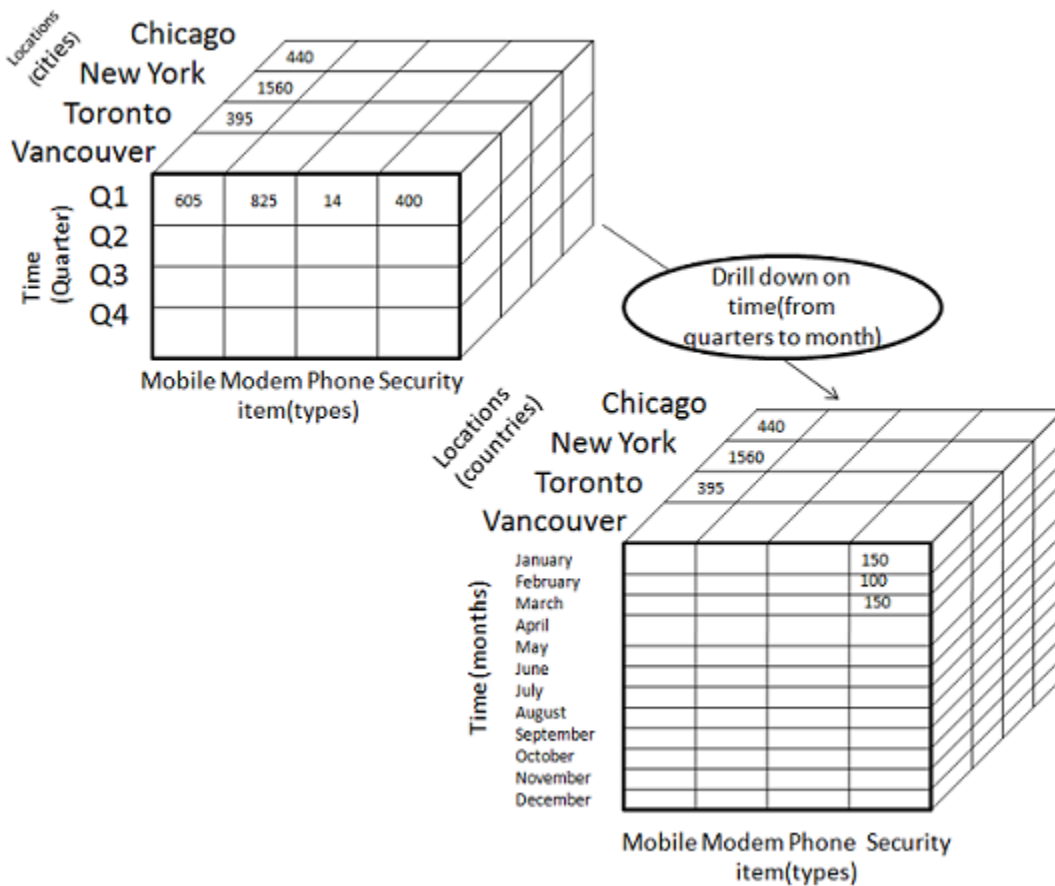 Locations
(cities)
Chicago
New York
Toronto
Vancouver
440
1560
395
Time
(Quarter)
Q1
Q2
Q3
Q4
605 825 14 400
Mobile Modem Phone Security
item(types)
Drill down on
time(from
quarters to month)
Locations
(countries)
Chicago
New York
Toronto
Vancouver
440
1560
395
Time (months)
January 150
February 100
March 150
April
May
June
July
August
September
October
November
December
Mobile Modem Phone Security
item(types)